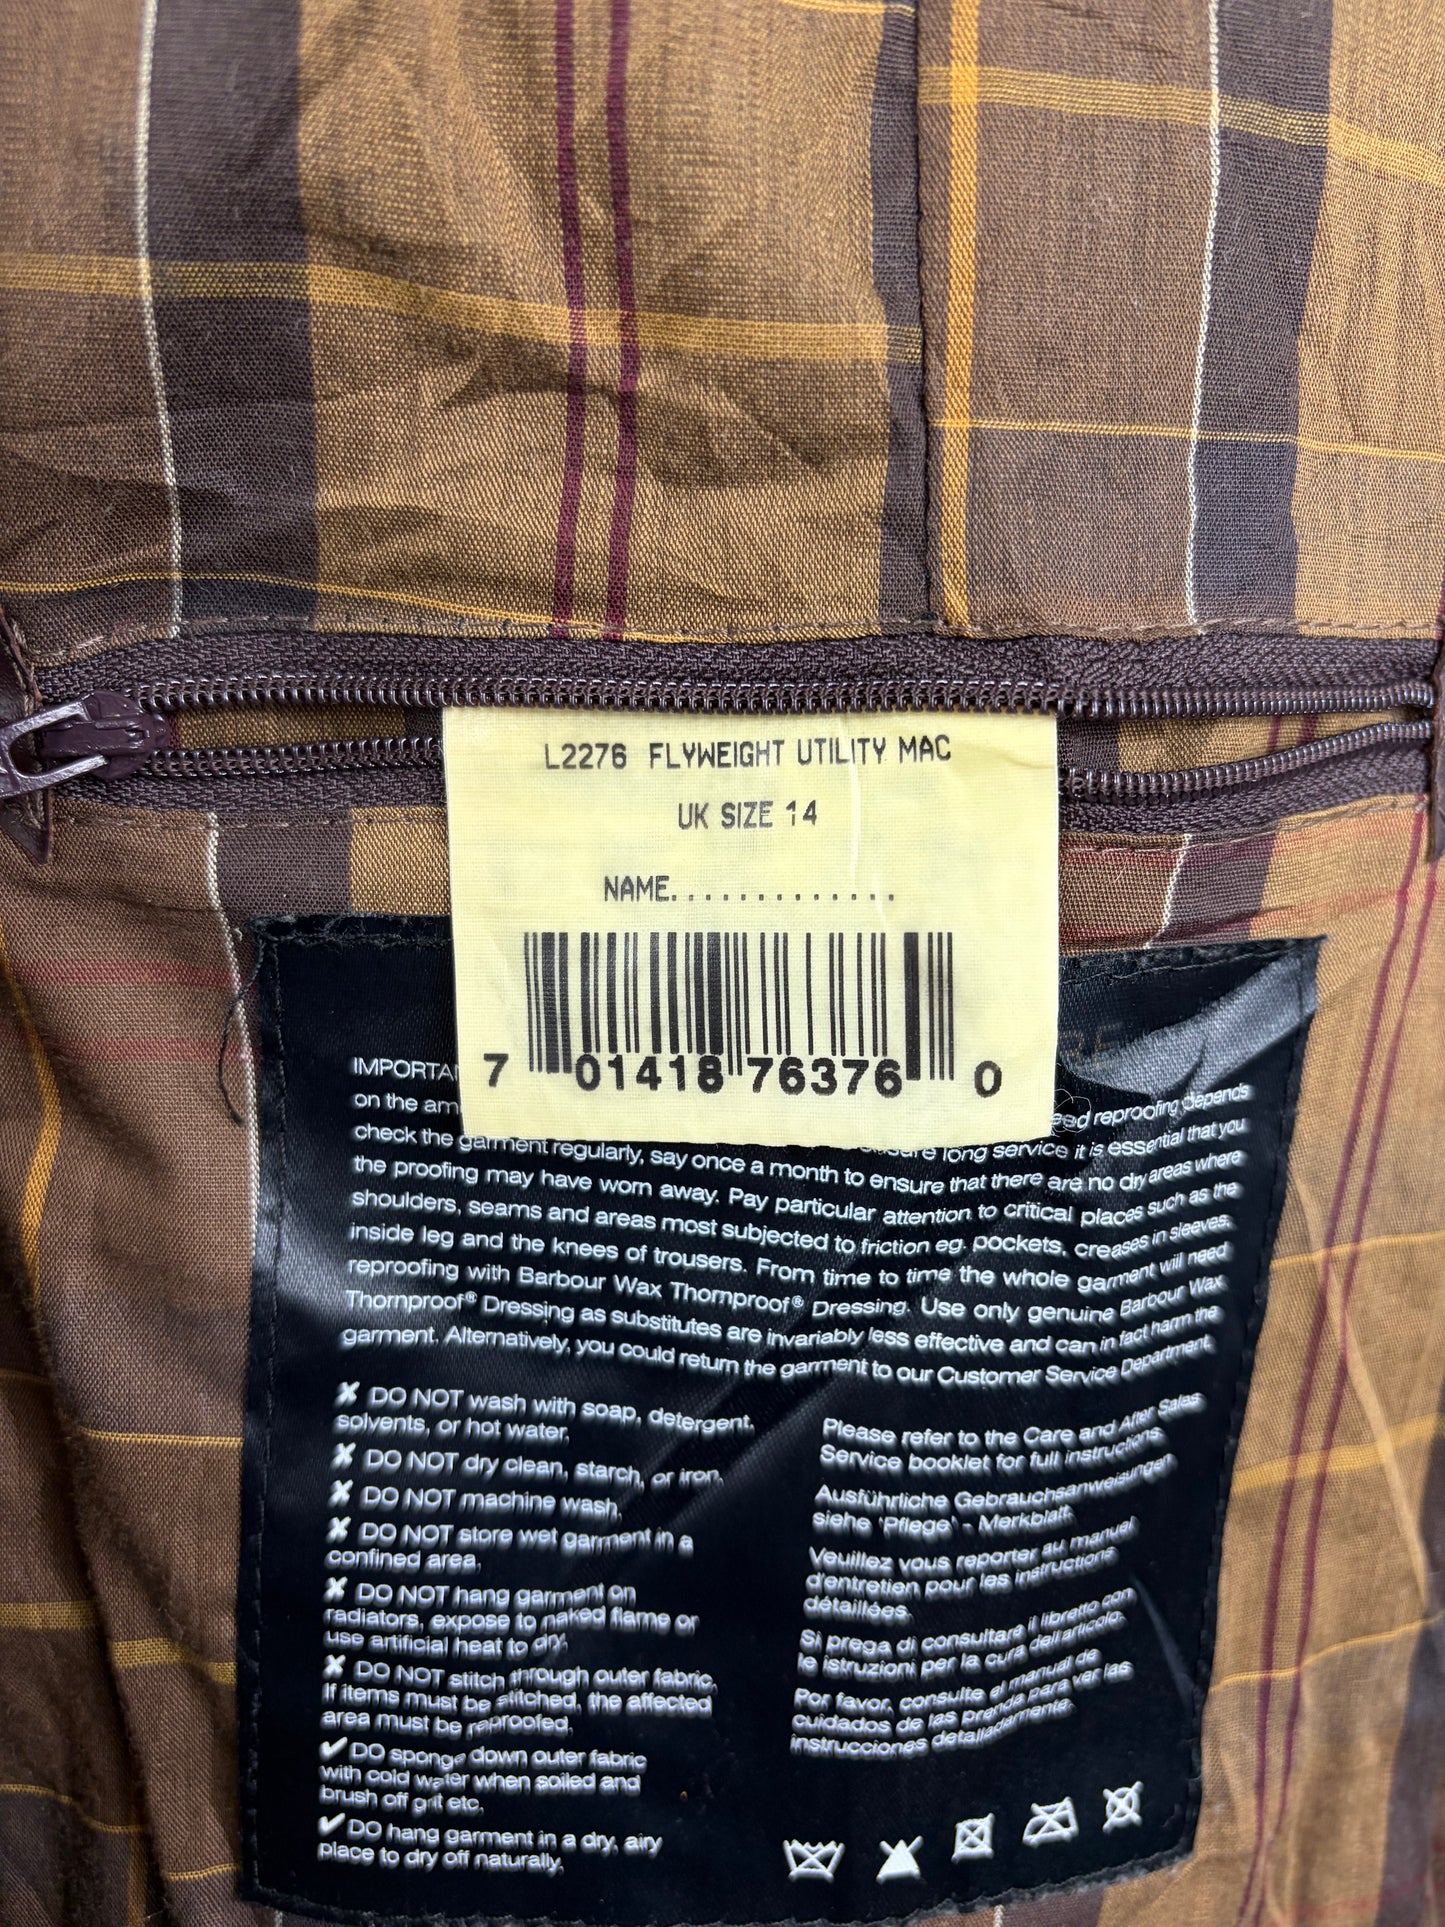 L2276 FLYWEIGHT UTILITY MAC
UK SIZE 14
NAME.............
7 01418 76376 0
on the
reproofing depends
check the garment regularly, say once a month to ensure long service it is essential that you
the proofing may have worn away. Pay particular attention to critical places such as the
shoulders, seams and areas most subjected to friction eg. pockets, creases in sleeves,
inside leg and the knees of trousers. From time to time the whole garment will need
reproofing with Barbour Wax Thornproof® Dressing. Use only genuine Barbour Wax
Thornproof® Dressing as substitutes are invariably less effective and can in fact harm the
garment. Alternatively, you could return the garment to our Customer Service Department.
✘ DO NOT wash with soap, detergent,
solvents, or hot water.
✘ DO NOT dry clean, starch, or iron.
✘ DO NOT machine wash.
✘ DO NOT store wet garment in a
confined area.
✘ DO NOT hang garment on
radiators, expose to naked flame or
use artificial heat to dry.
✘ DO NOT stitch through outer fabric.
If items must be stitched, the affected
area must be reproofed.
✔ DO sponge down outer fabric
with cold water when soiled and
brush off grit etc.
✔ DO hang garment in a dry, airy
place to dry off naturally.
Please refer to the Care and After Sales
Service booklet for full instructions.
Ausführliche Gebrauchsanweisungen
siehe 'Pflege' - Merkblatt.
Veuillez vous reporter au manuel
d'entretien pour les instructions
détaillées.
Si prega di consultare il libretto con
le istruzioni per la cura dell'articolo.
Por favor, consulte el manual de
cuidados de las prenda para ver las
instrucciones detalladamente.